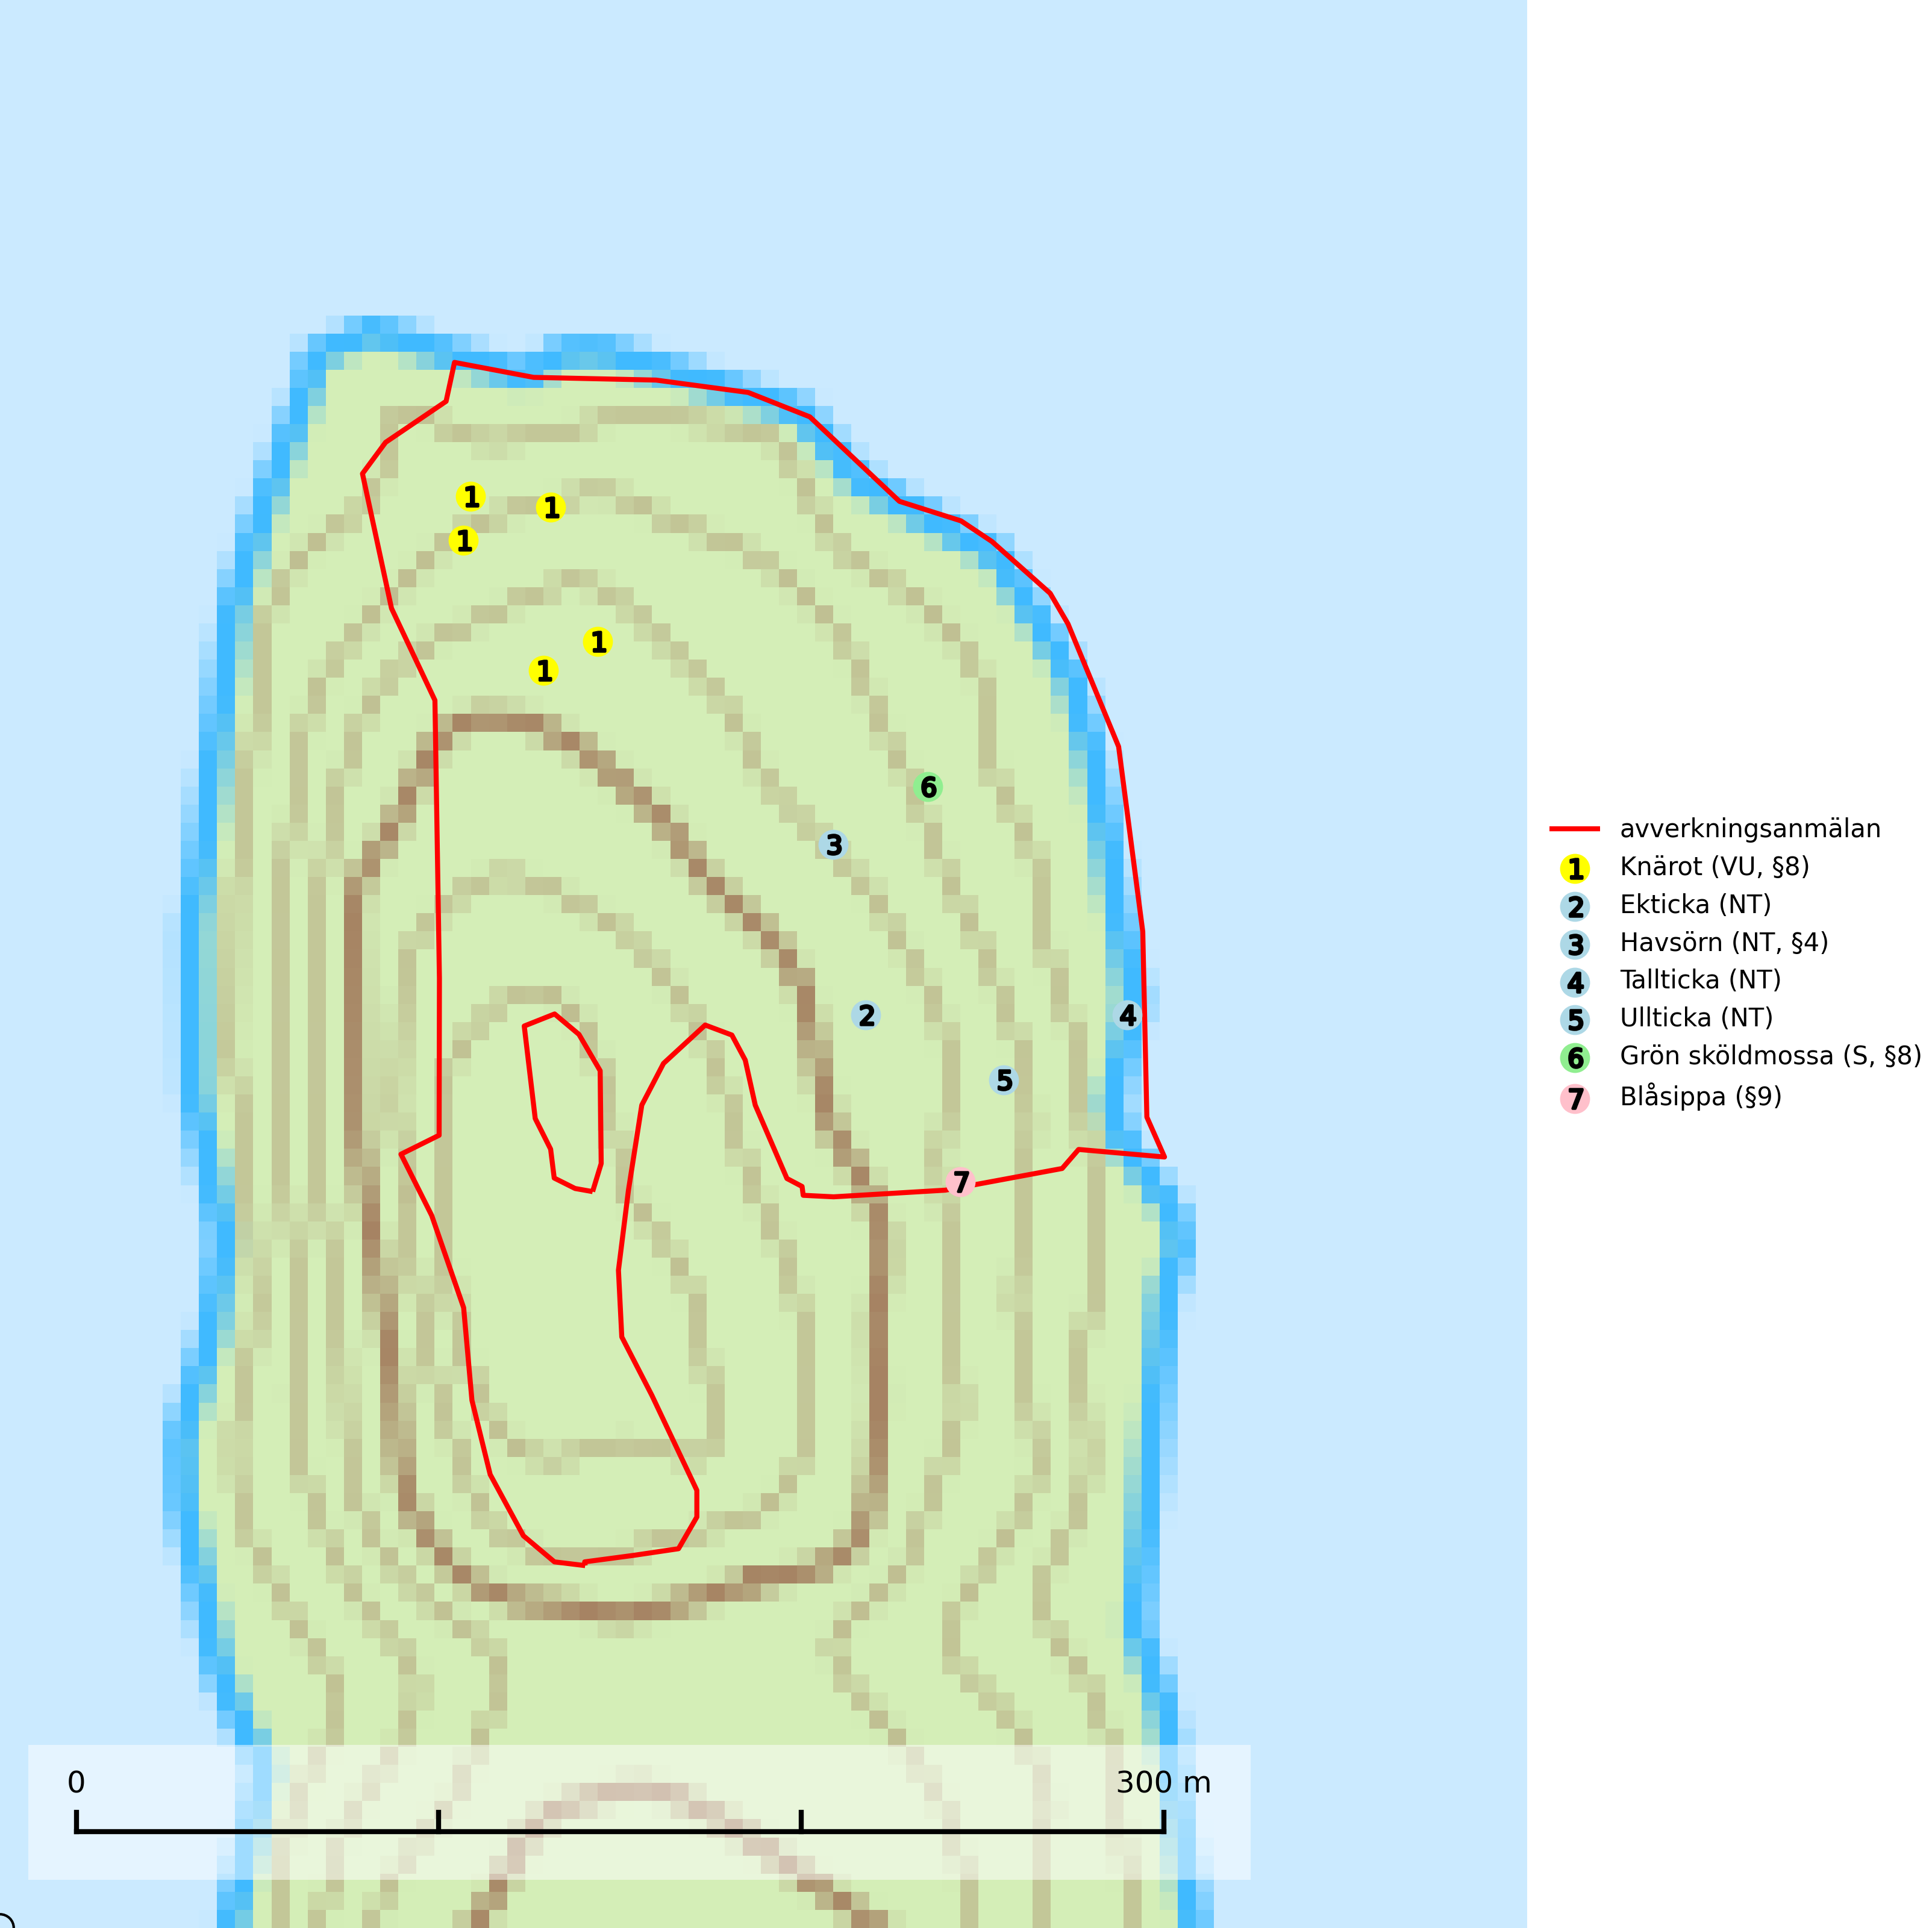 1
1
1
1
1
6
3
2
4
5
7
avverkningsanmälan
1 Knärot (VU, §8)
2 Ekticka (NT)
3 Havsörn (NT, §4)
4 Tallticka (NT)
5 Ullticka (NT)
6 Grön sköldmossa (S, §8)
7 Blåsippa (§9)
0 300 m